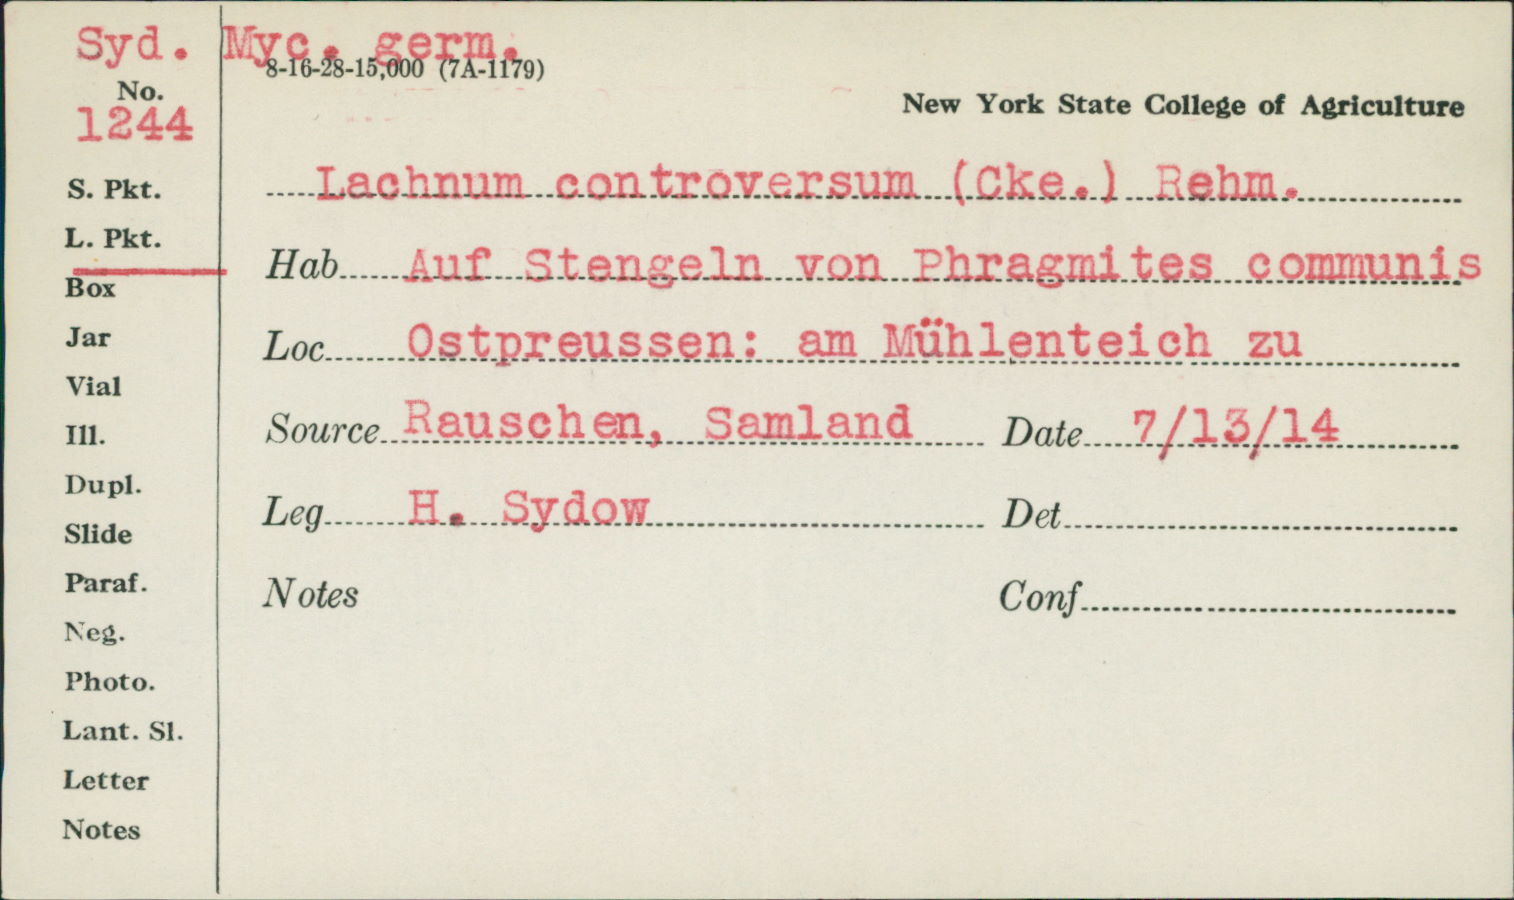 Syd. Myc. germ.
8-16-28-15,000 (7A-1179)
No.
1244
New York State College of Agriculture
S. Pkt.
Lachnum controversum (Cke.) Rehm.
L. Pkt.
Hab Auf Stengeln von Phragmites communis
Box
Jar
Loc Ostpreussen: am Mühlenteich zu
Vial
Ill.
Source Rauschen, Samland Date 7/13/14
Dupl.
Leg H. Sydow Det
Slide
Paraf.
Notes Conf
Neg.
Photo.
Lant. Sl.
Letter
Notes